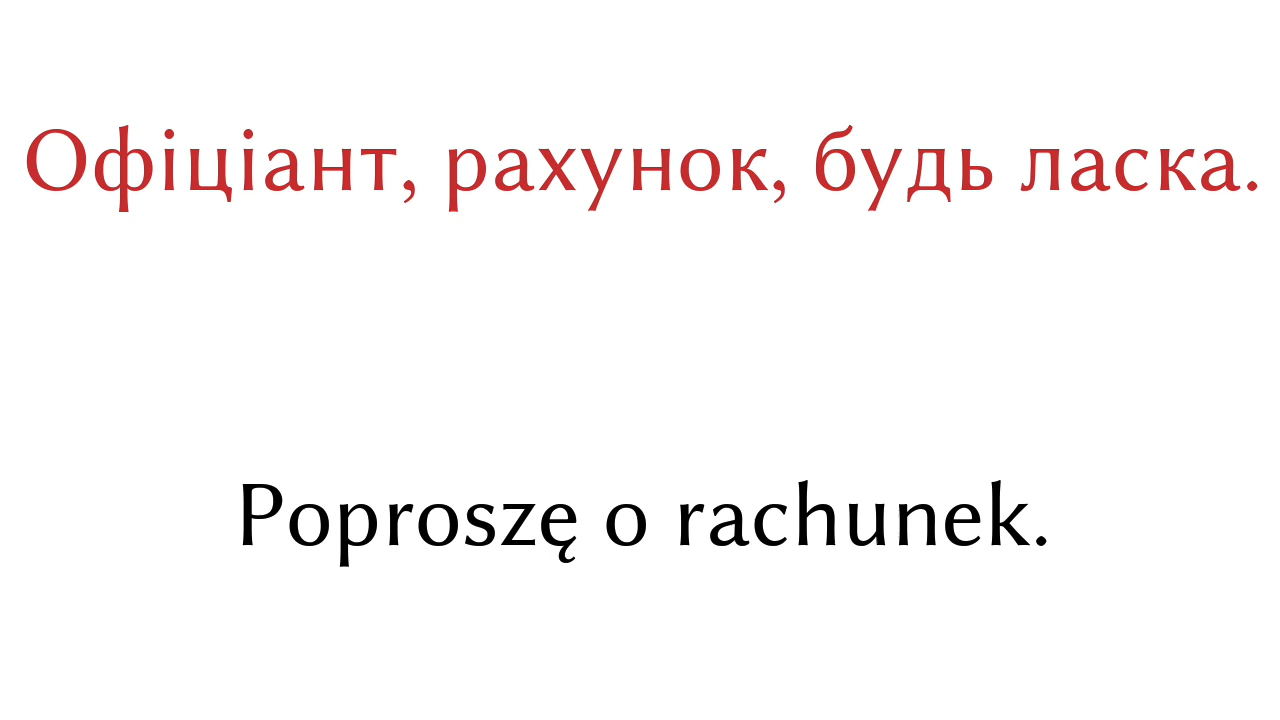 Офіціант, рахунок, будь ласка.
Poproszę o rachunek.